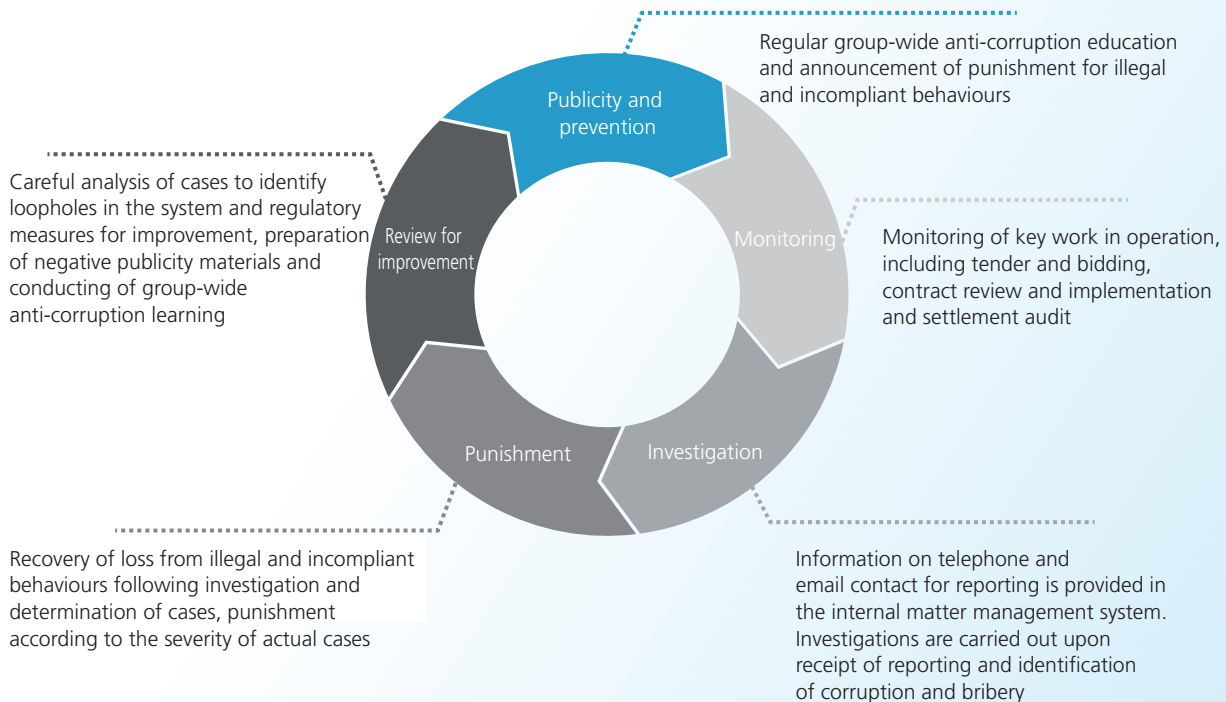 Publicity and
prevention
Regular group-wide anti-corruption education
and announcement of punishment for illegal
and incompliant behaviours
Monitoring
Monitoring of key work in operation,
including tender and bidding,
contract review and implementation
and settlement audit
Investigation
Information on telephone and
email contact for reporting is provided in
the internal matter management system.
Investigations are carried out upon
receipt of reporting and identification
of corruption and bribery
Punishment
Recovery of loss from illegal and incompliant
behaviours following investigation and
determination of cases, punishment
according to the severity of actual cases
Review for
improvement
Careful analysis of cases to identify
loopholes in the system and regulatory
measures for improvement, preparation
of negative publicity materials and
conducting of group-wide
anti-corruption learning